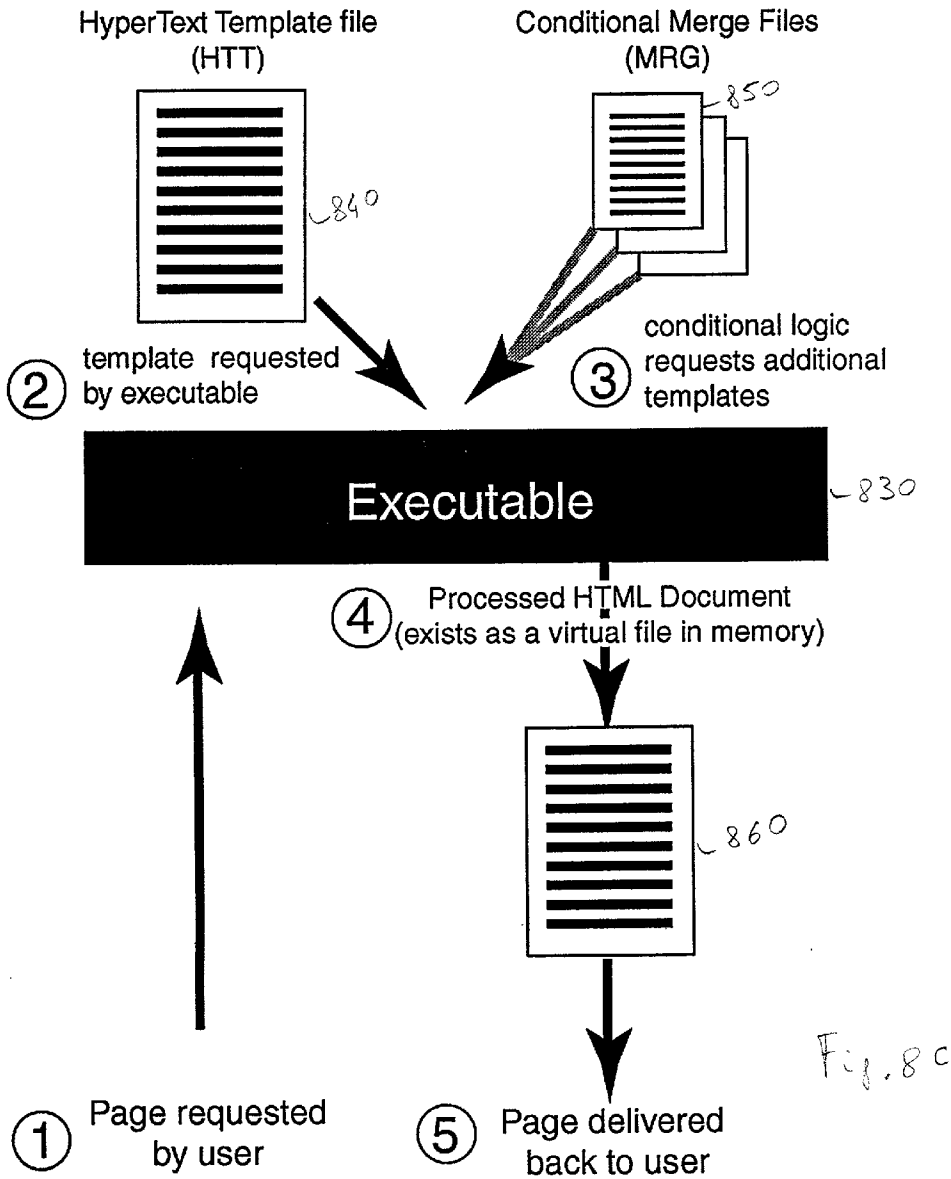 HyperText Template file
(HTT)
Conditional Merge Files
(MRG)
850
840
2 template requested
by executable
3 conditional logic
requests additional
templates
Executable
830
4 Processed HTML Document
(exists as a virtual file in memory)
860
Fig. 8c
1 Page requested
by user
5 Page delivered
back to user